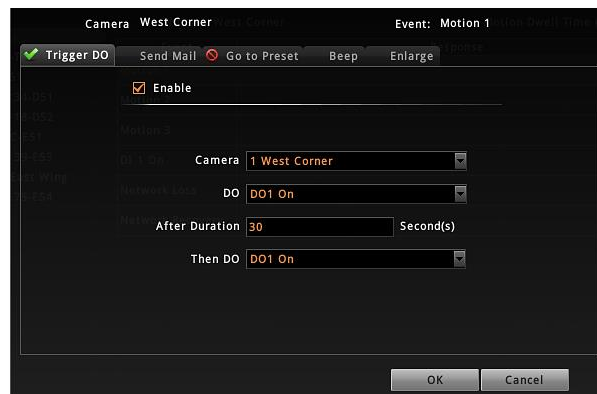 Camera West Corner Event: Motion 1
Trigger DO Send Mail Go to Preset Beep Enlarge
Enable
Camera 1 West Corner
DO DO1 On
After Duration 30 Second(s)
Then DO DO1 On
OK Cancel